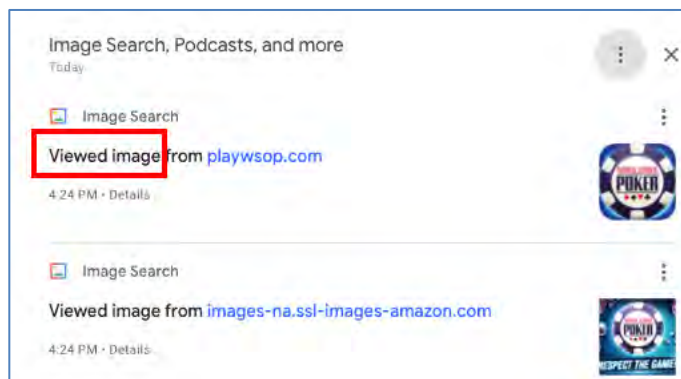 Image Search, Podcasts, and more
Today
Image Search
Viewed image from playwsop.com
POKER
4:24 PM • Details
Image Search
Viewed image from images-na.ssl-images-amazon.com
POKER
4:24 PM • Details
RESPECT THE GAME